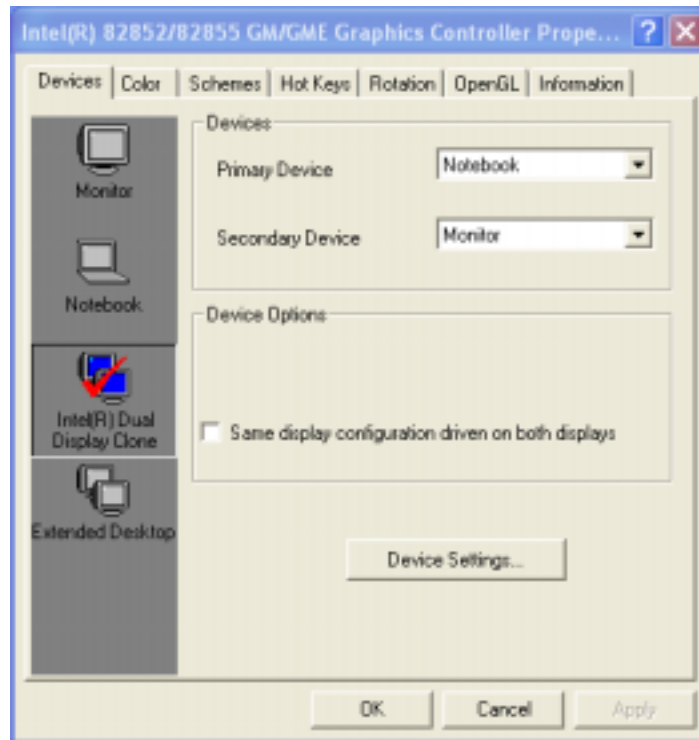 Intel(R) 82852/82855 GM/GME Graphics Controller Prope...
Devices
Color
Schemes
Hot Keys
Rotation
OpenGL
Information
Monitor
Notebook
Intel(R) Dual
Display Clone
Extended Desktop
Devices
Primary Device
Notebook
Secondary Device
Monitor
Device Options
Same display configuration driven on both displays
Device Settings...
OK
Cancel
Apply